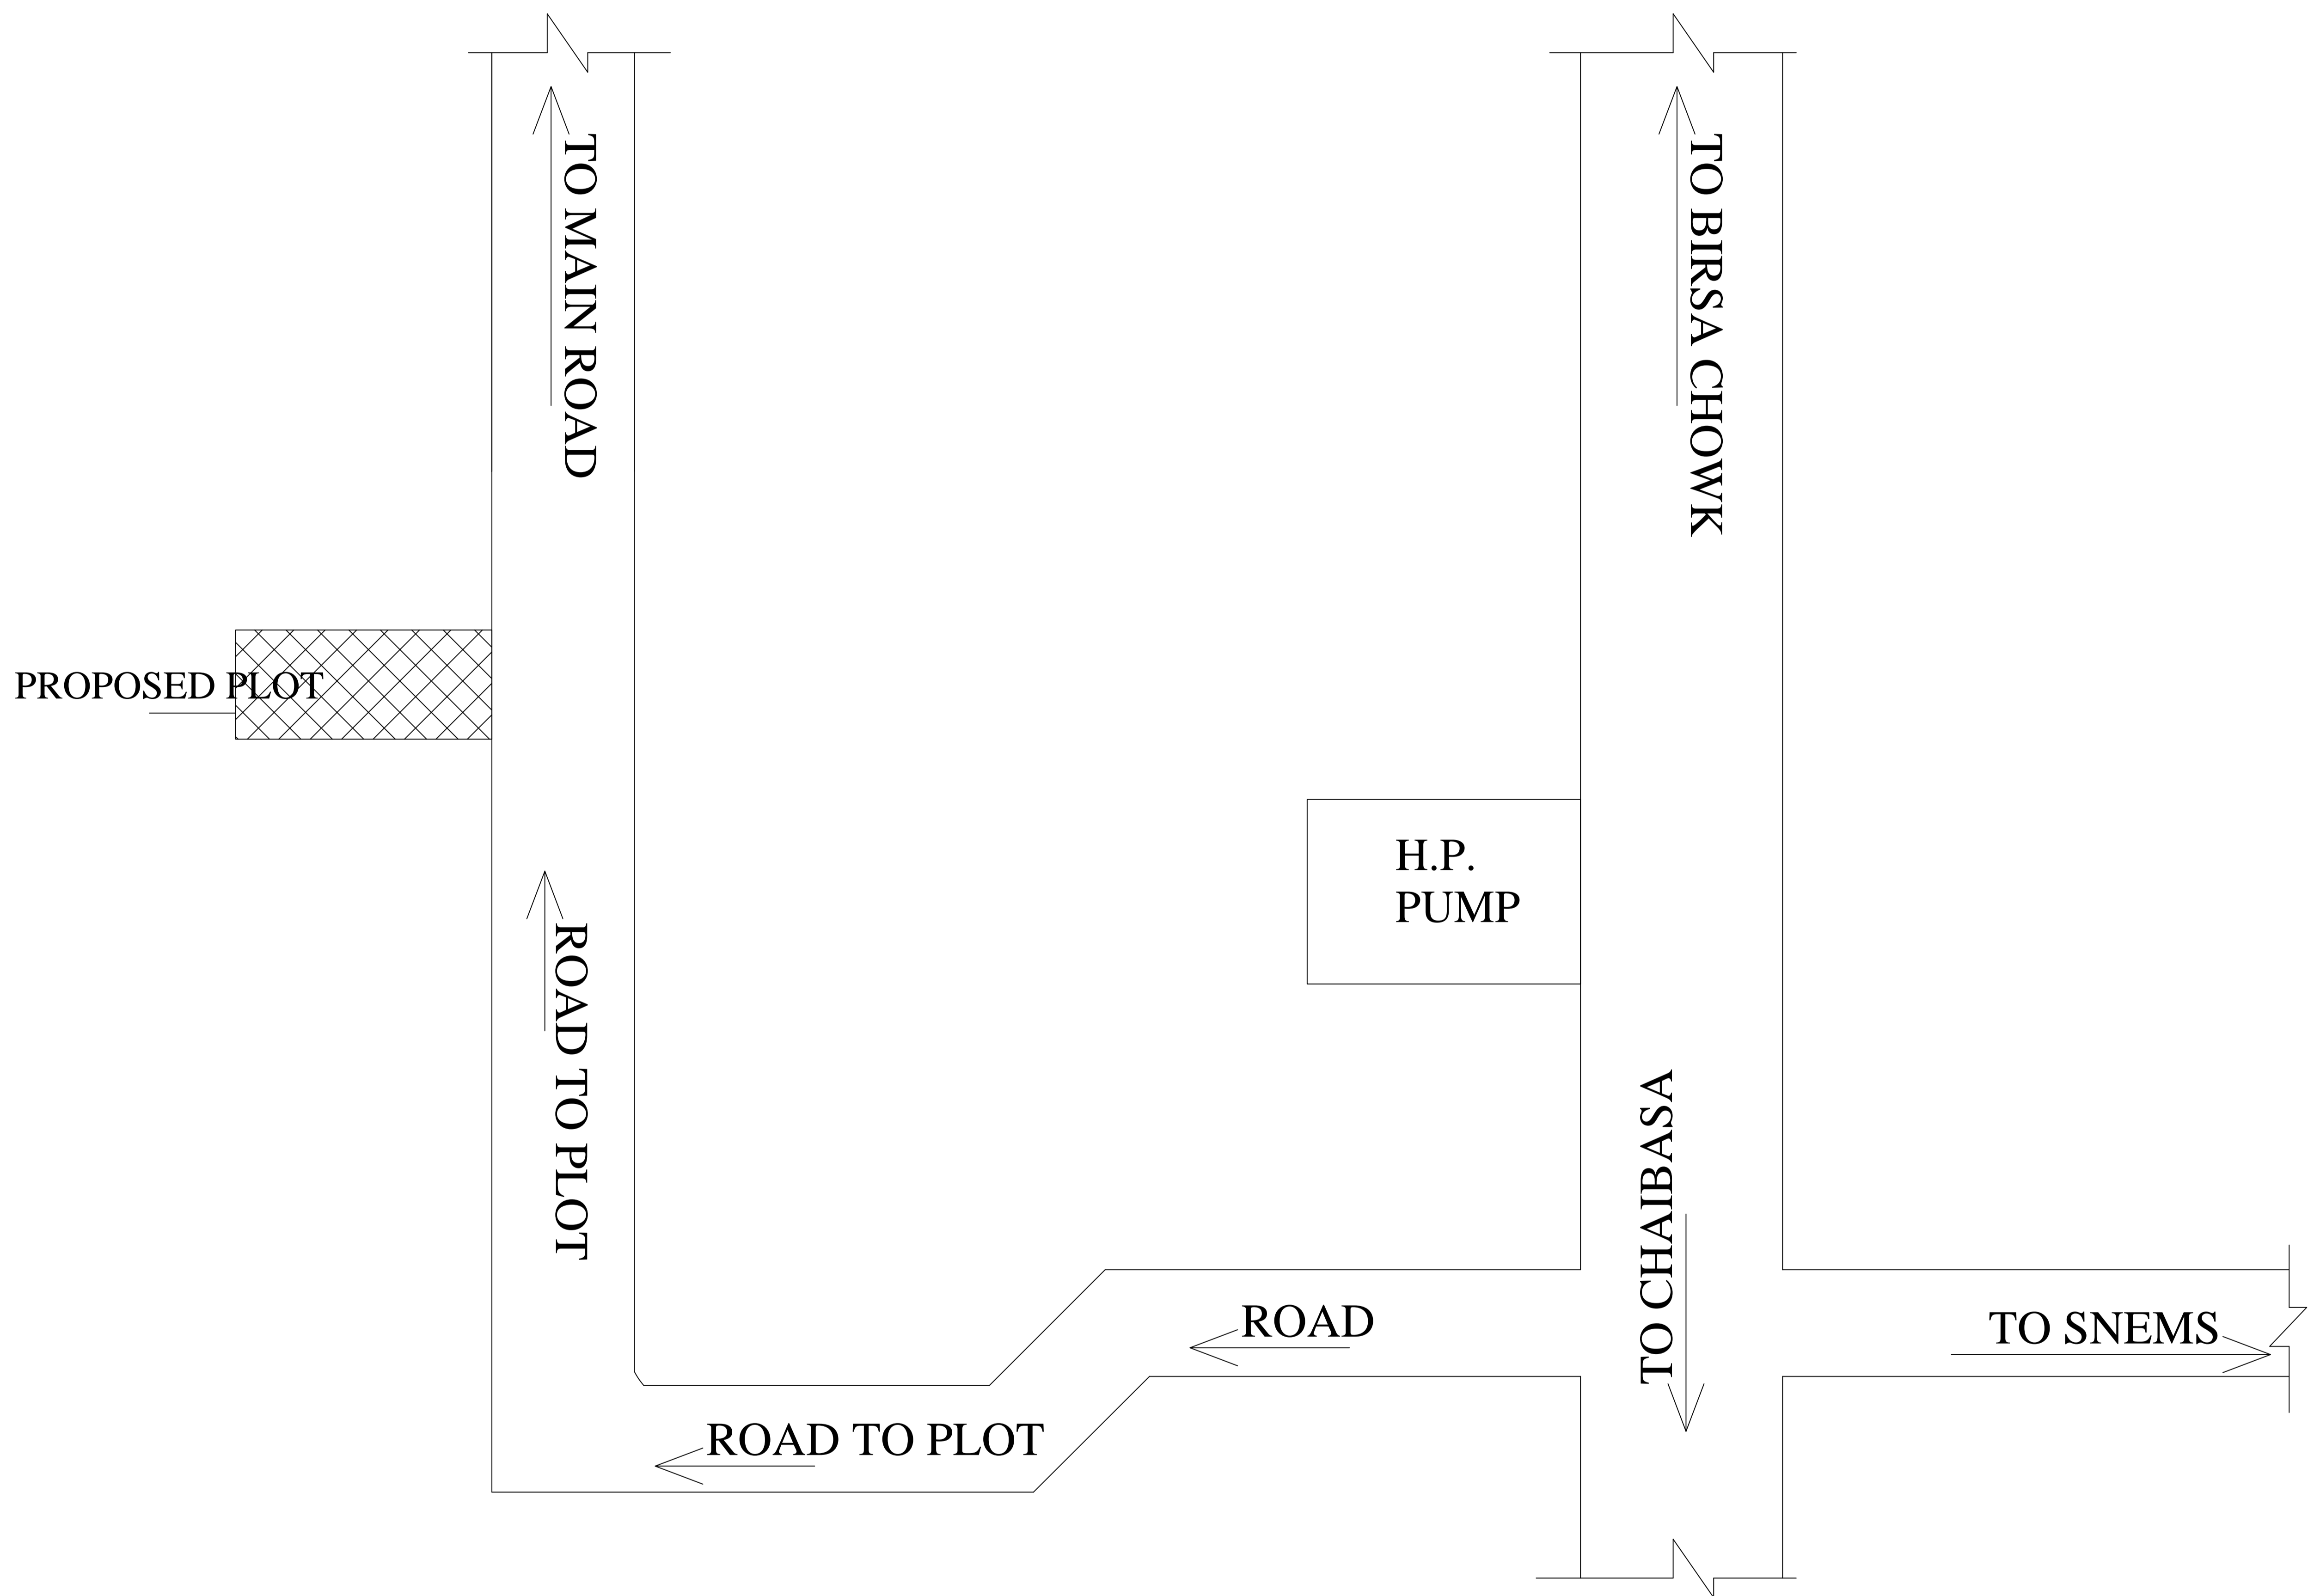 TO MAIN ROAD
TO BIRSA CHOWK
PROPOSED PLOT
H.P.
PUMP
ROAD TO PLOT
TO CHAIBASA
ROAD
TO SNEMS
ROAD TO PLOT